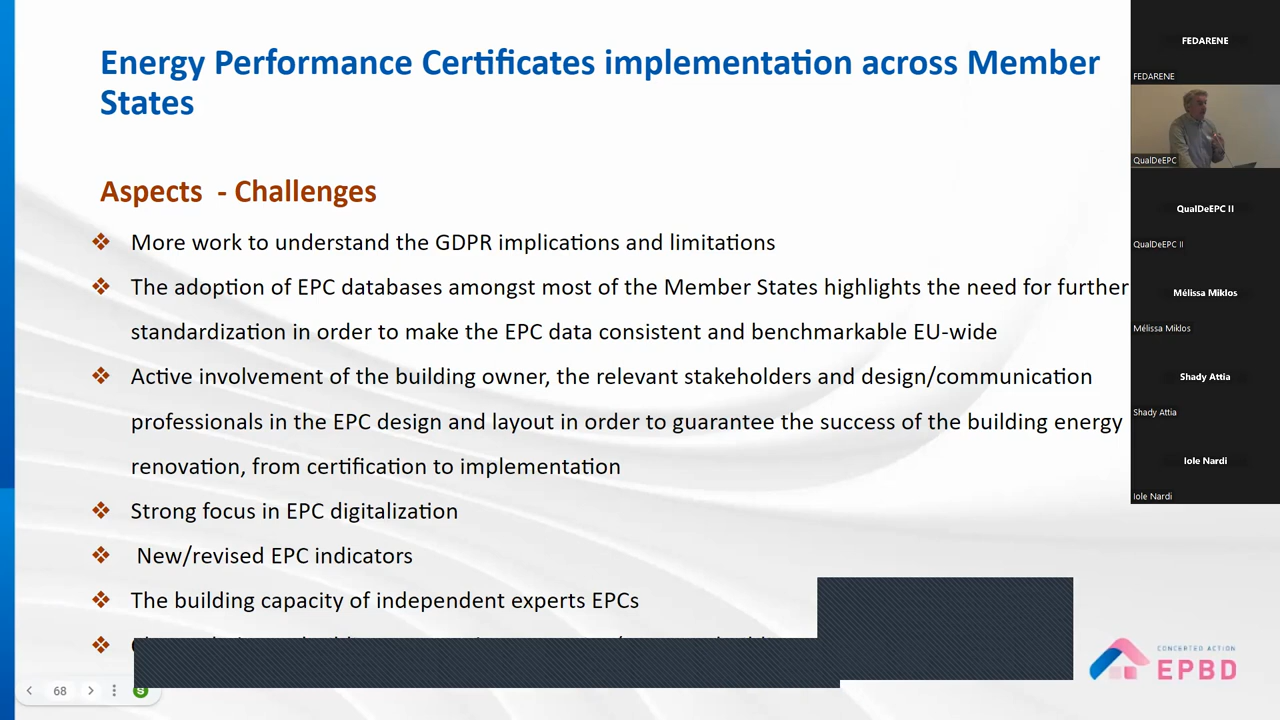 Energy Performance Certificates implementation across Member
States
Aspects - Challenges
More work to understand the GDPR implications and limitations
The adoption of EPC databases amongst most of the Member States highlights the need for further
standardization in order to make the EPC data consistent and benchmarkable EU-wide
Active involvement of the building owner, the relevant stakeholders and design/communication
professionals in the EPC design and layout in order to guarantee the success of the building energy
renovation, from certification to implementation
Strong focus in EPC digitalization
New/revised EPC indicators
The building capacity of independent experts EPCs
68
S
CONCERTED ACTION
EPBD
FEDARENE
FEDARENE
QualDeEPC
QualDeEPC II
QualDeEPC II
Mélissa Miklos
Mélissa Miklos
Shady Attia
Shady Attia
Iole Nardi
Iole Nardi